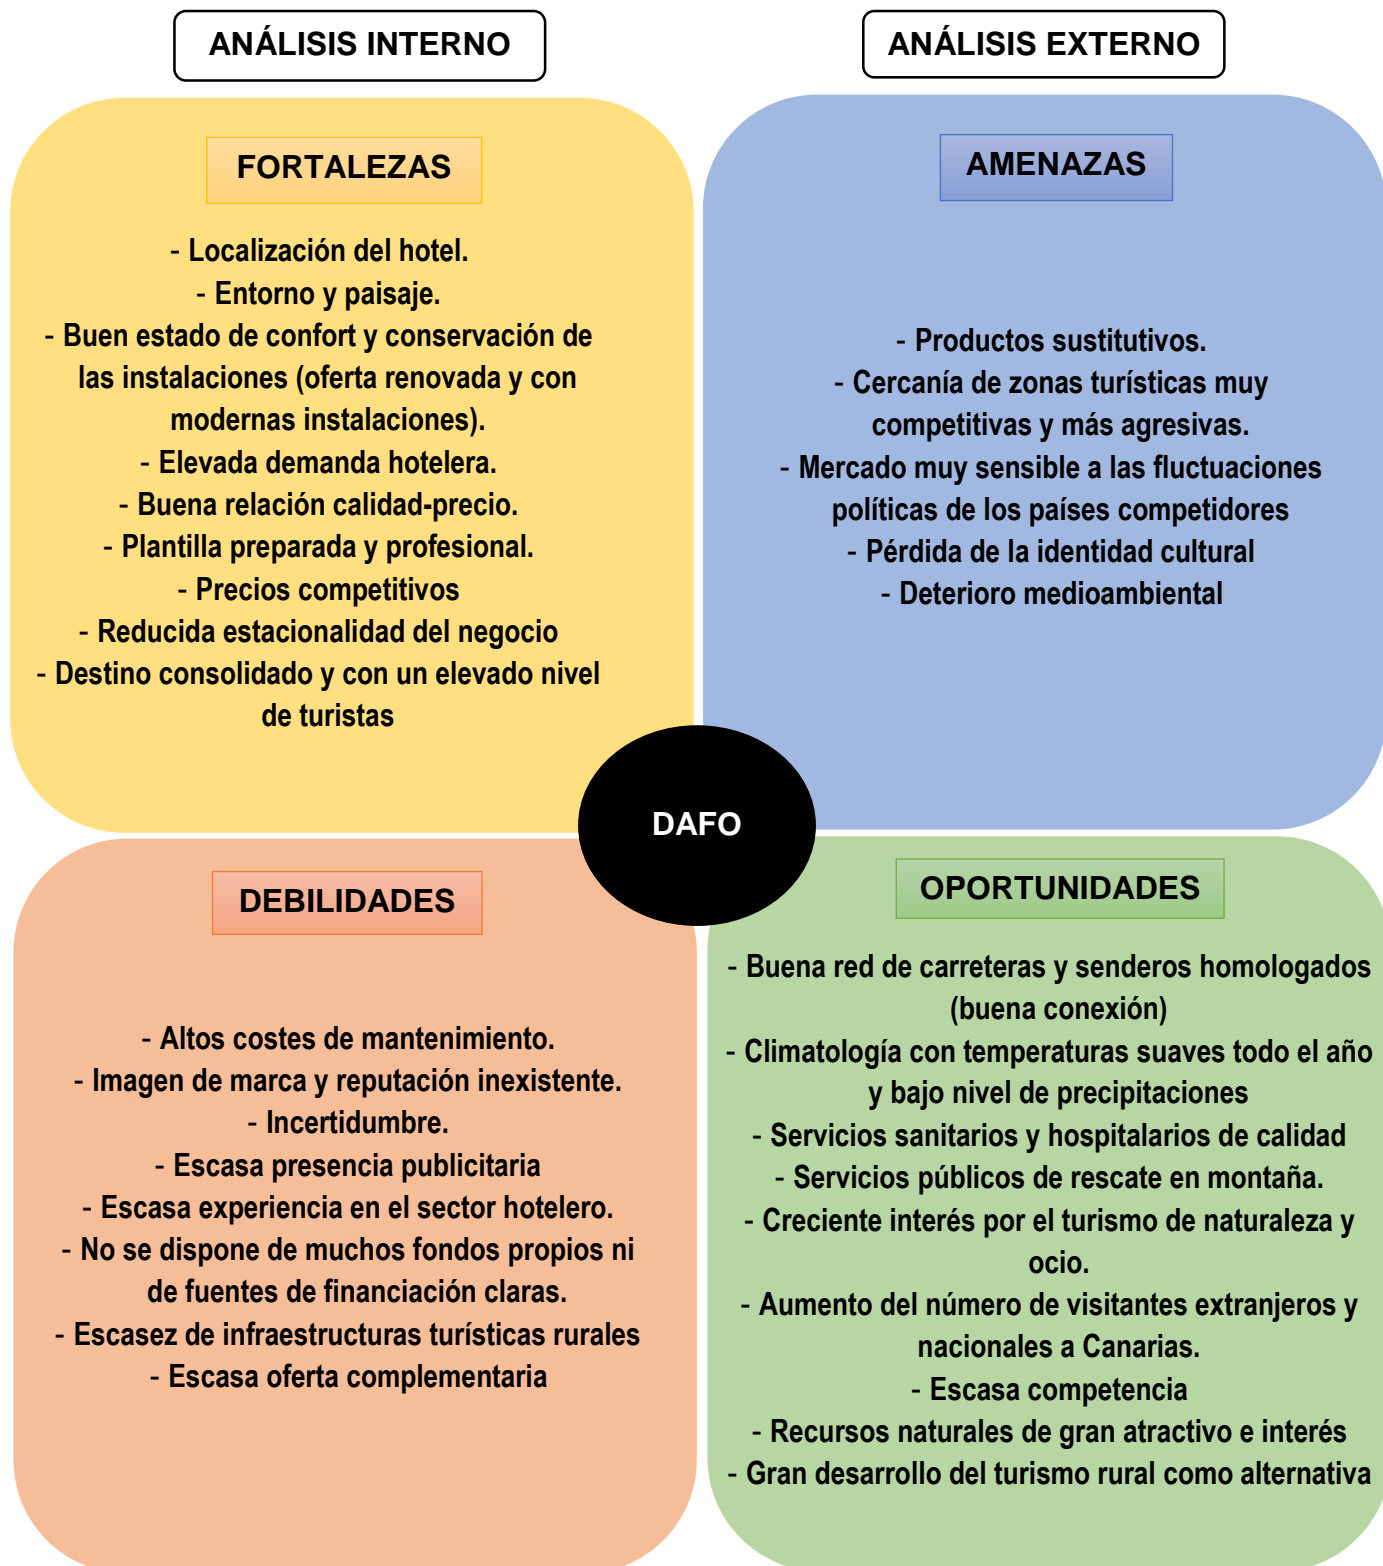 ANÁLISIS INTERNO
ANÁLISIS EXTERNO
FORTALEZAS
- Localización del hotel.
- Entorno y paisaje.
- Buen estado de confort y conservación de
las instalaciones (oferta renovada y con
modernas instalaciones).
- Elevada demanda hotelera.
- Buena relación calidad-precio.
- Plantilla preparada y profesional.
- Precios competitivos
- Reducida estacionalidad del negocio
- Destino consolidado y con un elevado nivel
de turistas
AMENAZAS
- Productos sustitutivos.
- Cercanía de zonas turísticas muy
competitivas y más agresivas.
- Mercado muy sensible a las fluctuaciones
políticas de los países competidores
- Pérdida de la identidad cultural
- Deterioro medioambiental
DAFO
DEBILIDADES
- Altos costes de mantenimiento.
- Imagen de marca y reputación inexistente.
- Incertidumbre.
- Escasa presencia publicitaria
- Escasa experiencia en el sector hotelero.
- No se dispone de muchos fondos propios ni
de fuentes de financiación claras.
- Escasez de infraestructuras turísticas rurales
- Escasa oferta complementaria
OPORTUNIDADES
- Buena red de carreteras y senderos homologados
(buena conexión)
- Climatología con temperaturas suaves todo el año
y bajo nivel de precipitaciones
- Servicios sanitarios y hospitalarios de calidad
- Servicios públicos de rescate en montaña.
- Creciente interés por el turismo de naturaleza y
ocio.
- Aumento del número de visitantes extranjeros y
nacionales a Canarias.
- Escasa competencia
- Recursos naturales de gran atractivo e interés
- Gran desarrollo del turismo rural como alternativa